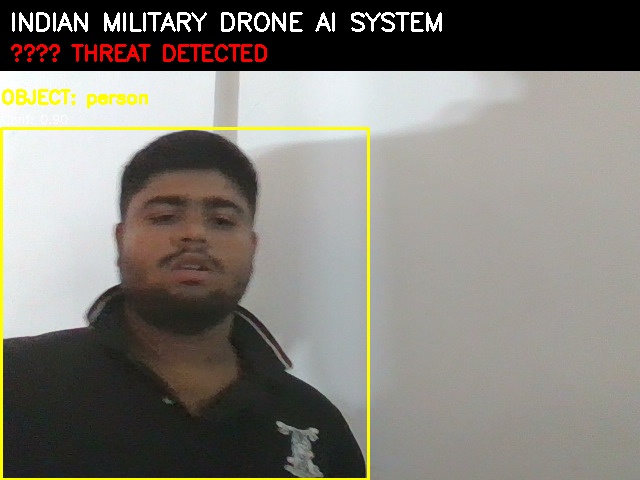 INDIAN MILITARY DRONE AI SYSTEM
???? THREAT DETECTED
OBJECT: person